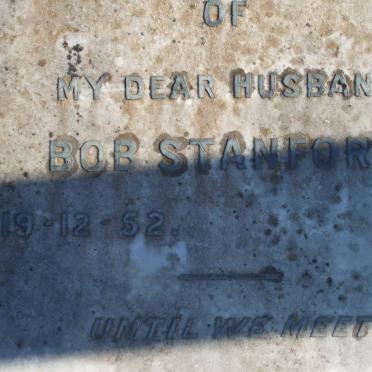 OF
MY DEAR HUSBAN
BOB STANFOR
19-12-52.
UNTIL WE MEET